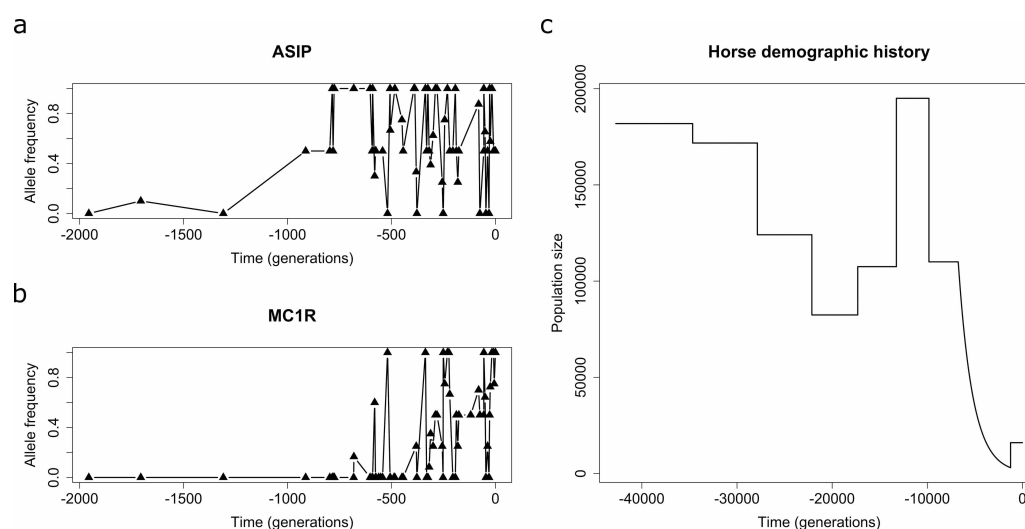 a
ASIP
Allele frequency
0.0 0.4 0.8
-2000 -1500 -1000 -500 0
Time (generations)
b
MC1R
Allele frequency
0.0 0.4 0.8
-2000 -1500 -1000 -500 0
Time (generations)
c
Horse demographic history
Population size
0 50000 100000 150000 200000
-40000 -30000 -20000 -10000 0
Time (generations)